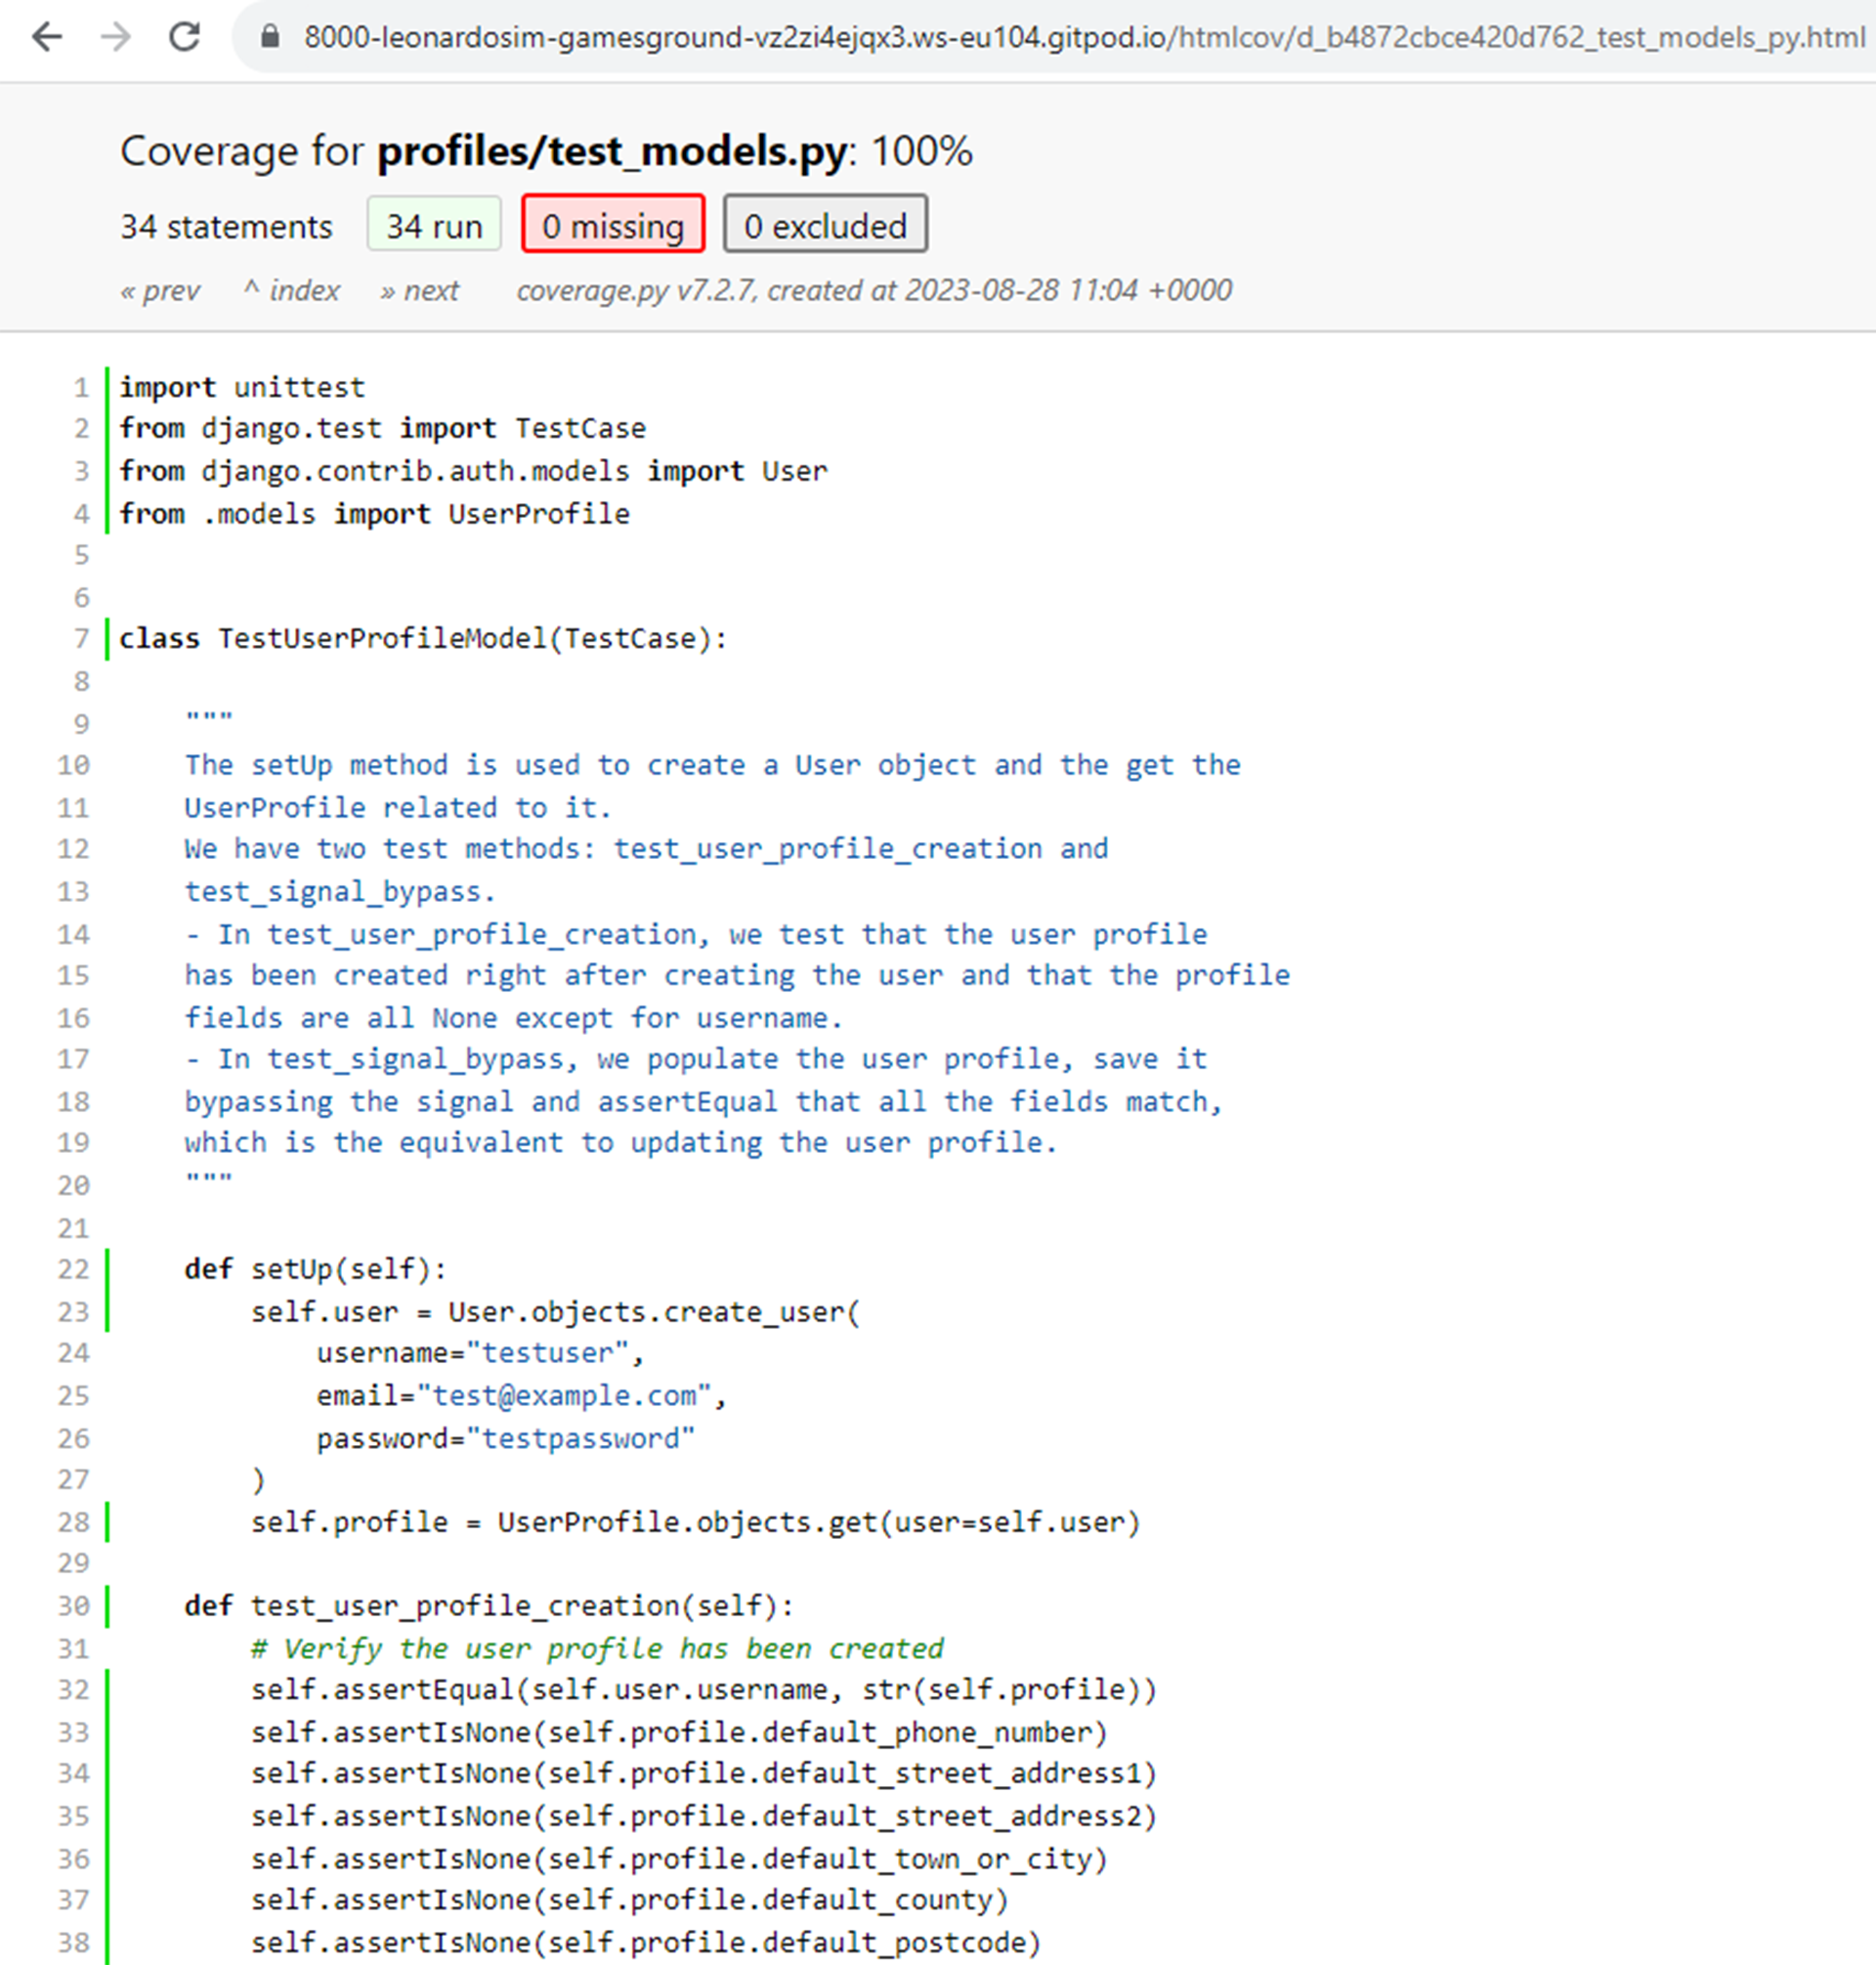 8000-leonardosim-gamesground-vz2zi4ejqx3.ws-eu104.gitpod.io/htmlcov/d_b4872cbce420d762_test_models_py.html
Coverage for profiles/test_models.py: 100%
34 statements 34 run 0 missing 0 excluded
« prev ^ index » next coverage.py v7.2.7, created at 2023-08-28 11:04 +0000
1 import unittest
2 from django.test import TestCase
3 from django.contrib.auth.models import User
4 from .models import UserProfile
5
6
7 class TestUserProfileModel(TestCase):
8
9     """
10     The setUp method is used to create a User object and the get the
11     UserProfile related to it.
12     We have two test methods: test_user_profile_creation and
13     test_signal_bypass.
14     - In test_user_profile_creation, we test that the user profile
15     has been created right after creating the user and that the profile
16     fields are all None except for username.
17     - In test_signal_bypass, we populate the user profile, save it
18     bypassing the signal and assertEqual that all the fields match,
19     which is the equivalent to updating the user profile.
20     """
21
22     def setUp(self):
23         self.user = User.objects.create_user(
24             username="testuser",
25             email="test@example.com",
26             password="testpassword"
27         )
28         self.profile = UserProfile.objects.get(user=self.user)
29
30     def test_user_profile_creation(self):
31         # Verify the user profile has been created
32         self.assertEqual(self.user.username, str(self.profile))
33         self.assertIsNone(self.profile.default_phone_number)
34         self.assertIsNone(self.profile.default_street_address1)
35         self.assertIsNone(self.profile.default_street_address2)
36         self.assertIsNone(self.profile.default_town_or_city)
37         self.assertIsNone(self.profile.default_county)
38         self.assertIsNone(self.profile.default_postcode)